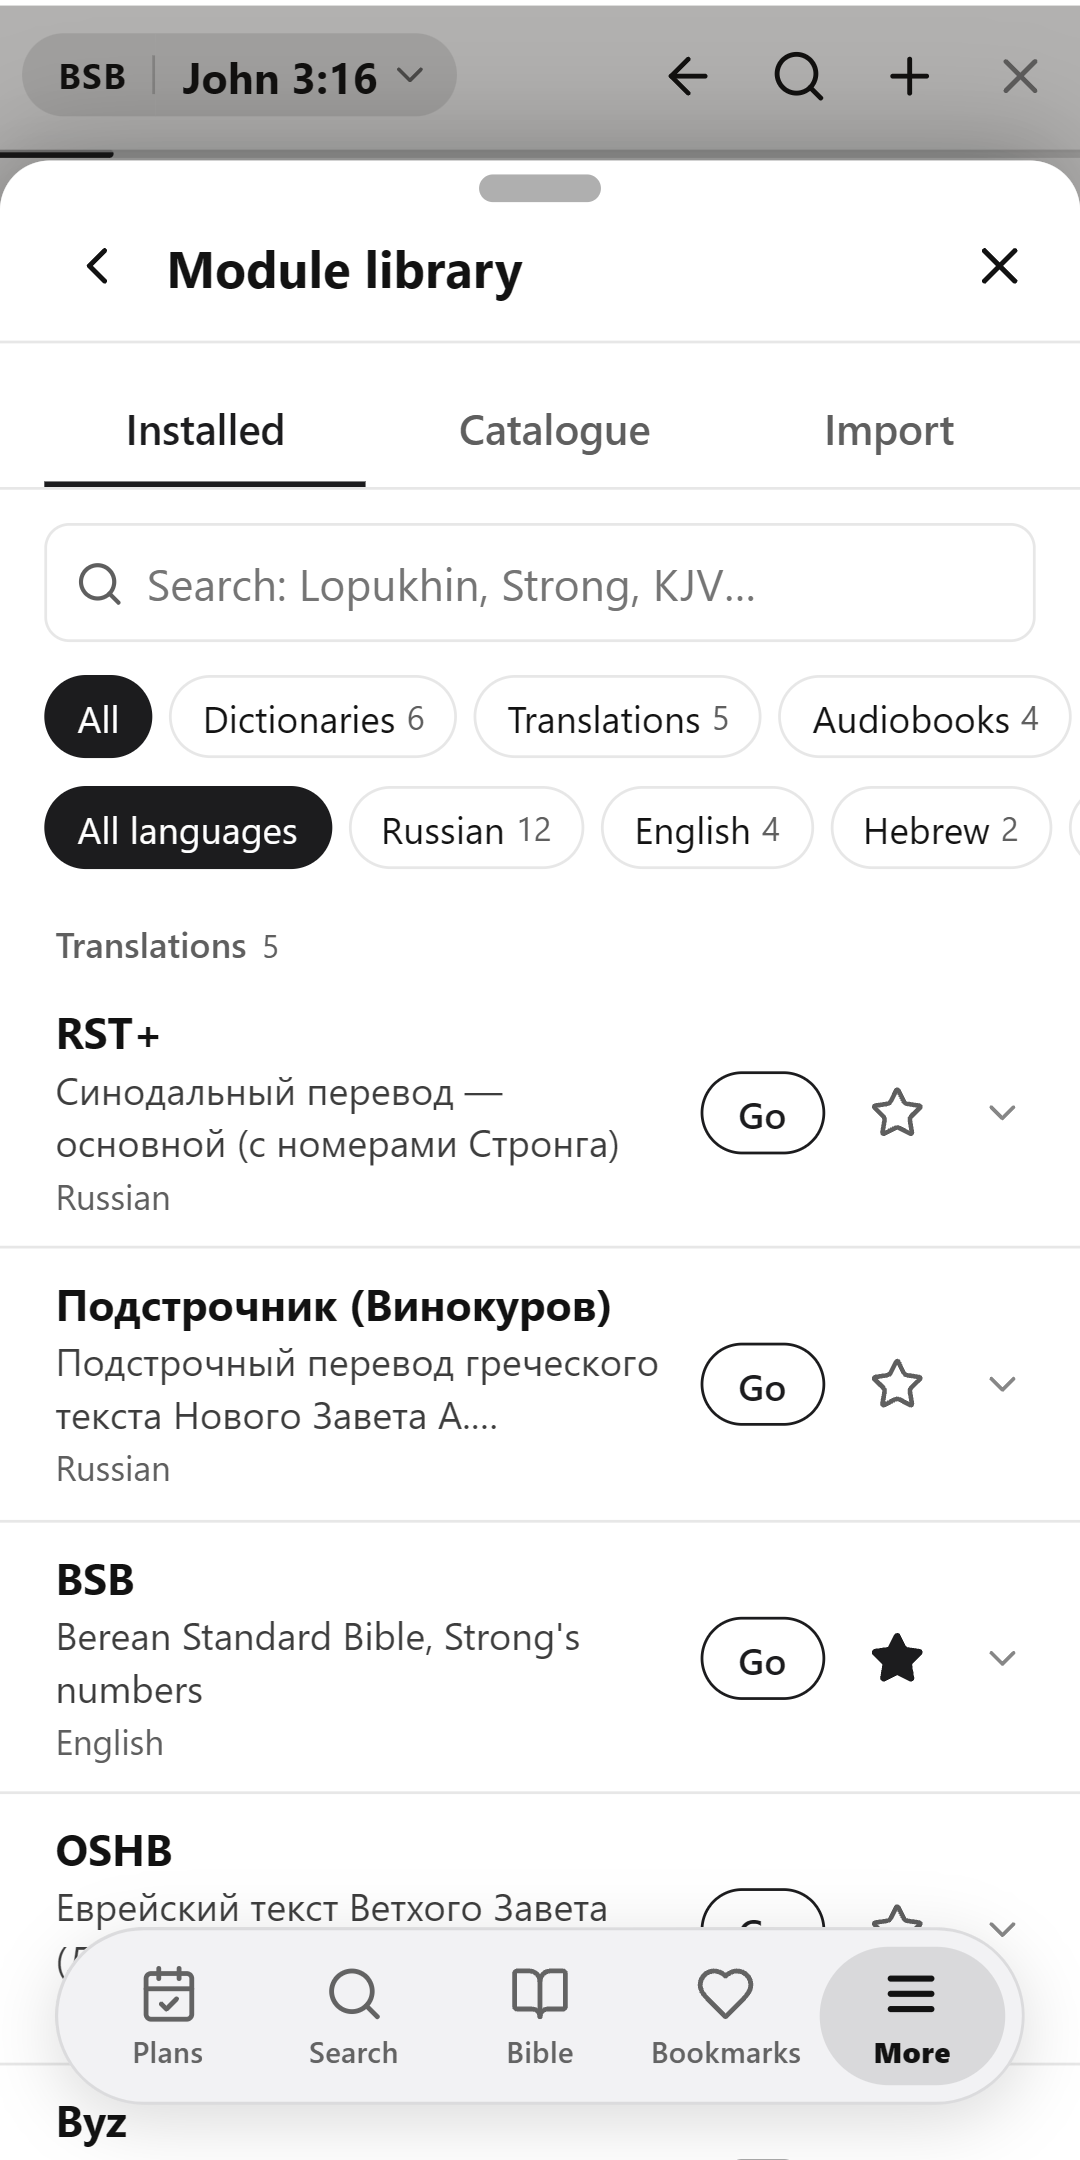 BSB John 3:16
Module library
Installed Catalogue Import
Search: Lopukhin, Strong, KJV...
All Dictionaries 6 Translations 5 Audiobooks 4
All languages Russian 12 English 4 Hebrew 2
Translations 5
RST+
Синодальный перевод —
основной (с номерами Стронга)
Russian
Go
Подстрочник (Винокуров)
Подстрочный перевод греческого
текста Нового Завета А....
Russian
Go
BSB
Berean Standard Bible, Strong's
numbers
English
Go
OSHB
Еврейский текст Ветхого Завета
Plans Search Bible Bookmarks More
Byz